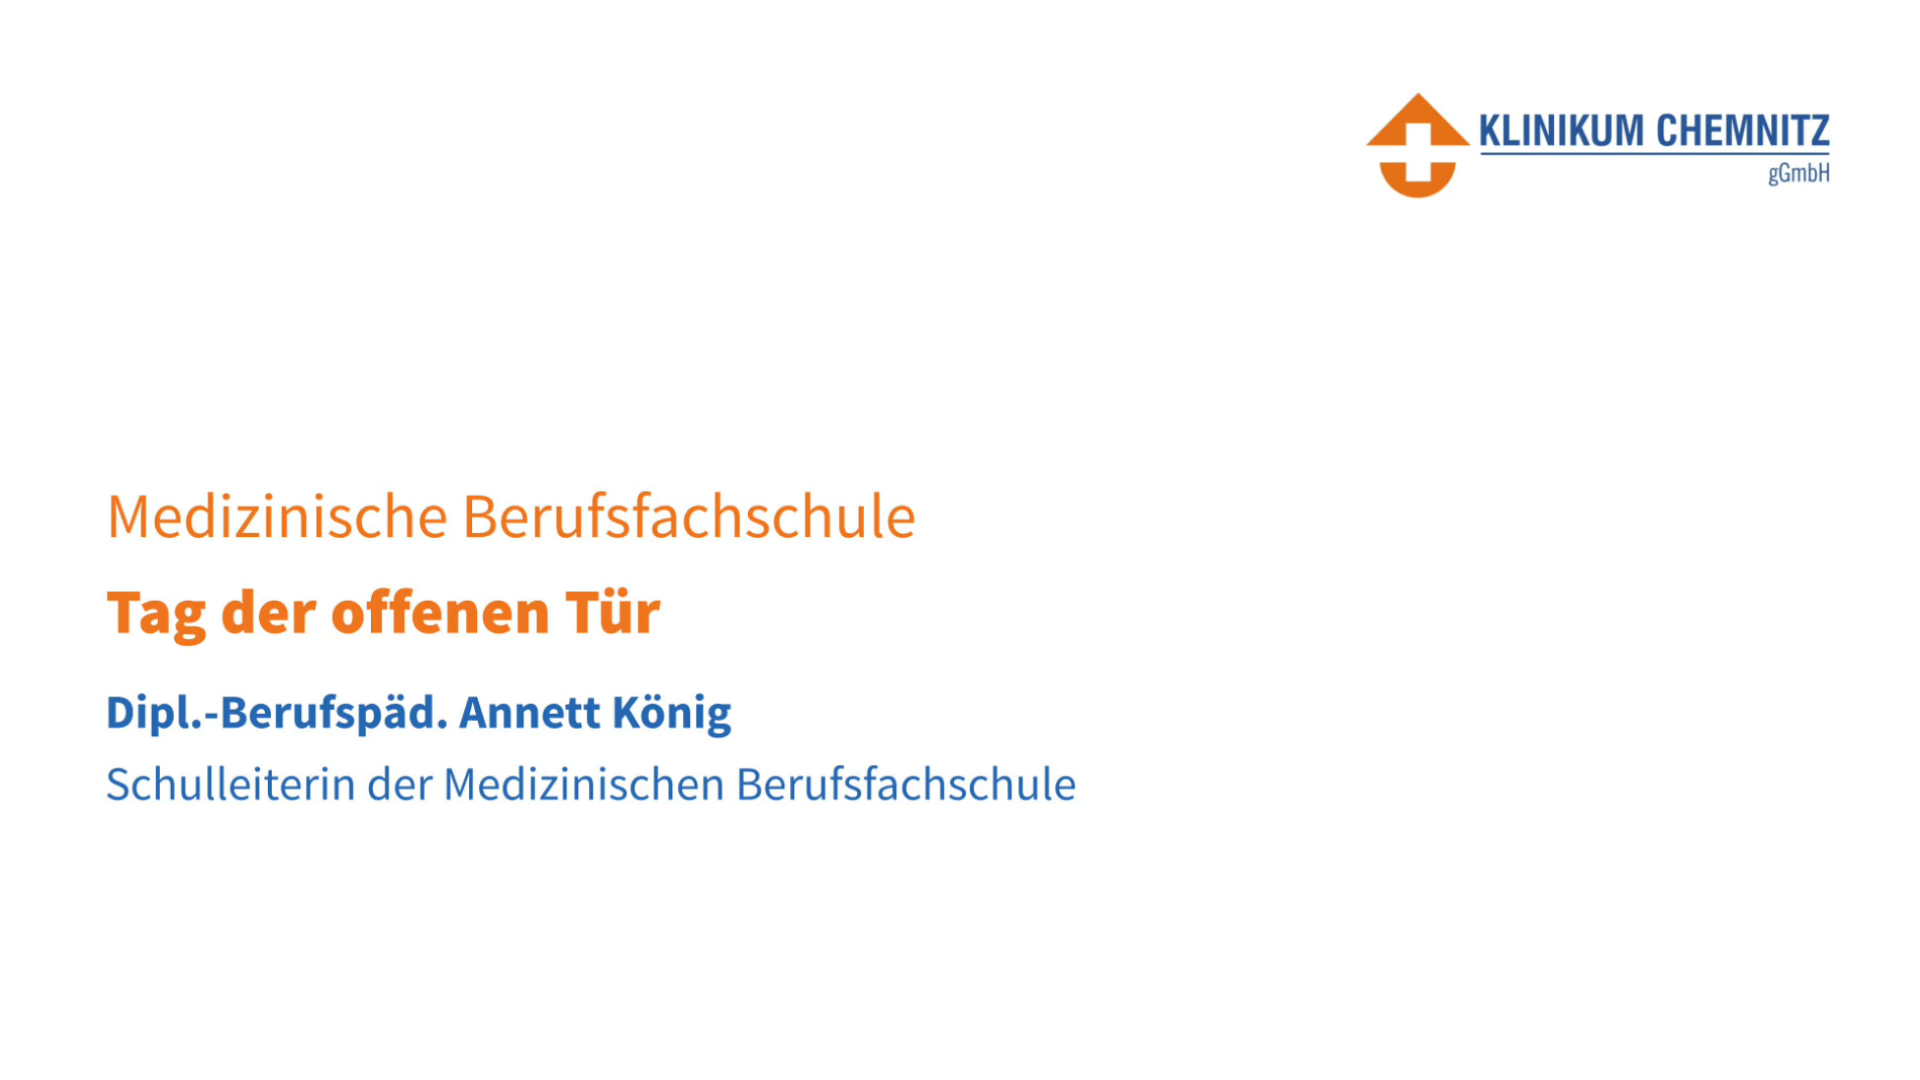 KLINIKUM CHEMNITZ
gGmbH
Medizinische Berufsfachschule
Tag der offenen Tür
Dipl.-Berufspäd. Annett König
Schulleiterin der Medizinischen Berufsfachschule